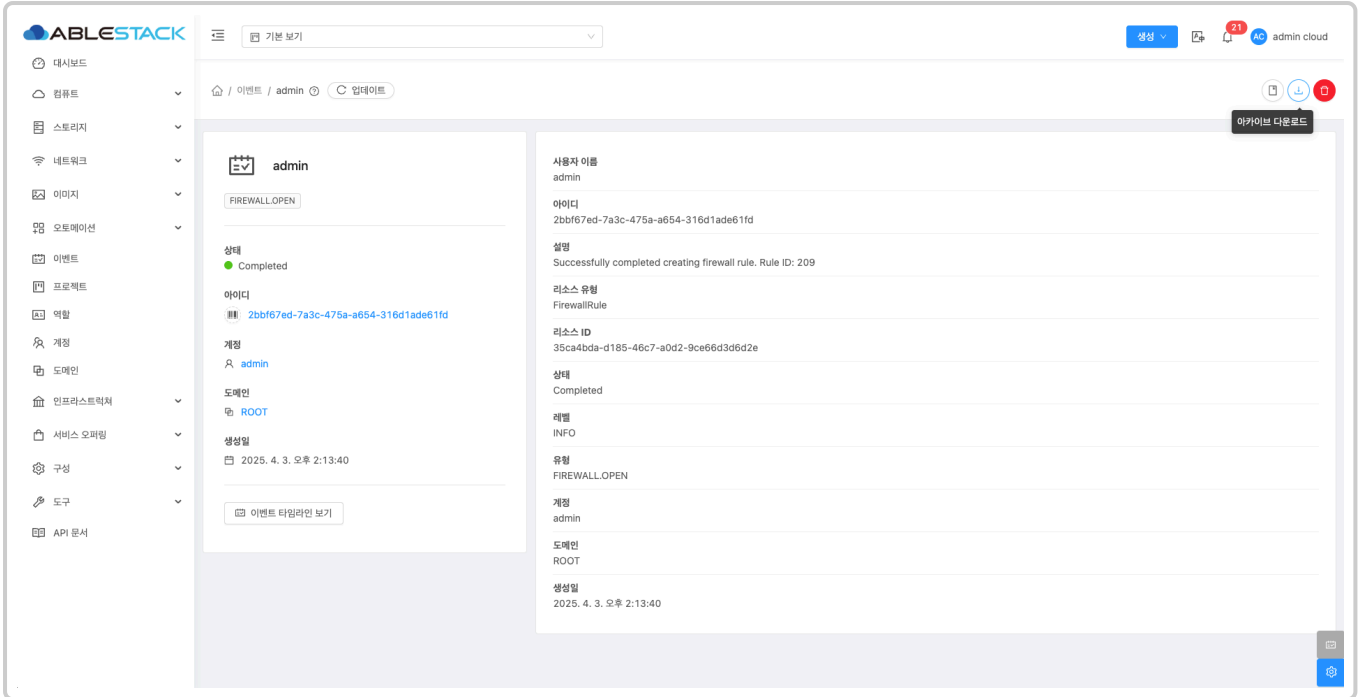 ABLESTACK
기본 보기
생성
21
AC
admin cloud
대시보드
컴퓨트
스토리지
네트워크
이미지
오토메이션
이벤트
프로젝트
역할
계정
도메인
인프라스트럭쳐
서비스 오퍼링
구성
도구
API 문서
/ 이벤트 / admin
업데이트
아카이브 다운로드
admin
FIREWALL.OPEN
상태
Completed
아이디
2bbf67ed-7a3c-475a-a654-316d1ade61fd
계정
admin
도메인
ROOT
생성일
2025. 4. 3. 오후 2:13:40
이벤트 타임라인 보기
사용자 이름
admin
아이디
2bbf67ed-7a3c-475a-a654-316d1ade61fd
설명
Successfully completed creating firewall rule. Rule ID: 209
리소스 유형
FirewallRule
리소스 ID
35ca4bda-d185-46c7-a0d2-9ce66d3d6d2e
상태
Completed
레벨
INFO
유형
FIREWALL.OPEN
계정
admin
도메인
ROOT
생성일
2025. 4. 3. 오후 2:13:40